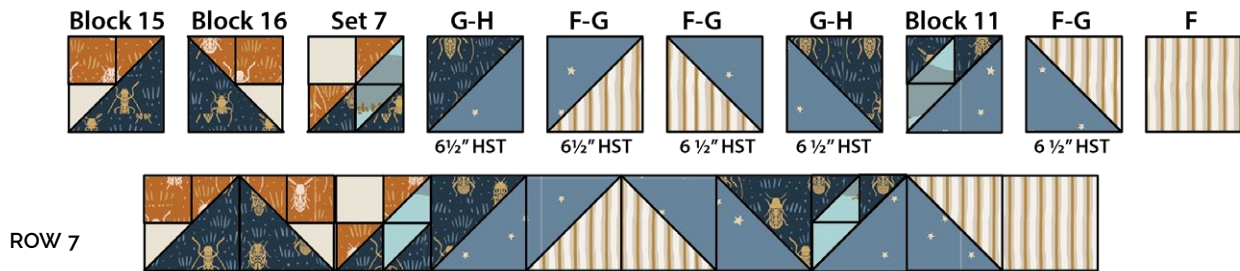 Block 15 Block 16 Set 7 G-H F-G F-G G-H Block 11 F-G F
6½” HST 6½” HST 6 ½” HST 6 ½” HST 6 ½” HST
ROW 7